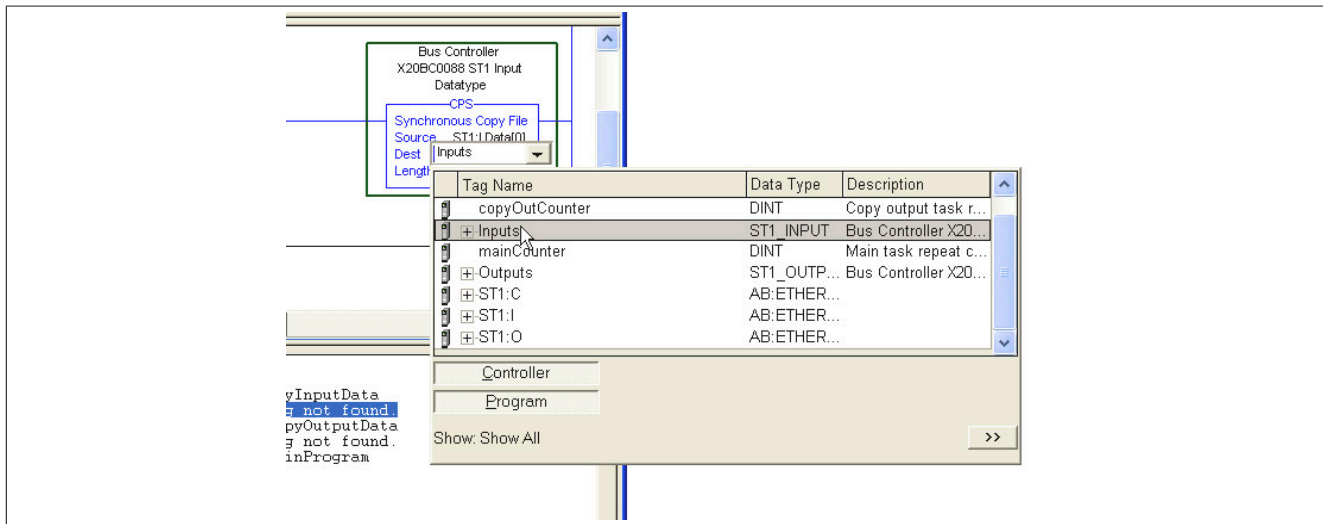 Bus Controller
X20BC0088 ST1 Input
Datatype
CPS
Synchronous Copy File
Source ST1:I.Data[0]
Dest Inputs
Length
Tag Name Data Type Description
copyOutCounter DINT Copy output task r...
Inputs ST1_INPUT Bus Controller X20...
mainCounter DINT Main task repeat c...
Outputs ST1_OUTP... Bus Controller X20...
ST1:C AB:ETHER...
ST1:I AB:ETHER...
ST1:O AB:ETHER...
Controller
Program
Show: Show All >>
yInputData
g not found.
pyOutputData
g not found.
inProgram